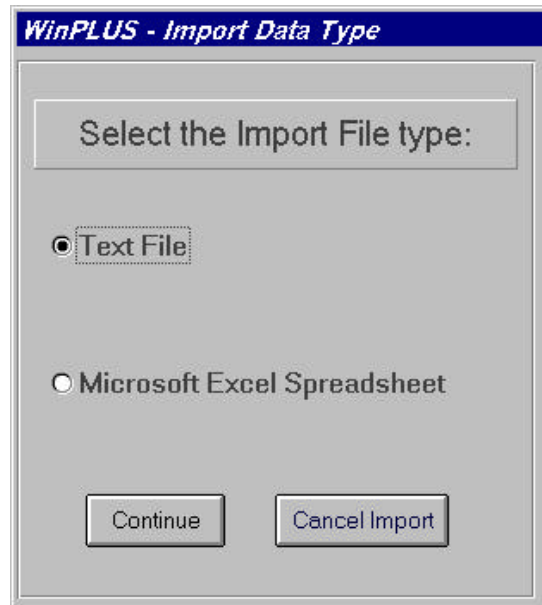 WinPLUS - Import Data Type
Select the Import File type:
Text File
Microsoft Excel Spreadsheet
Continue
Cancel Import